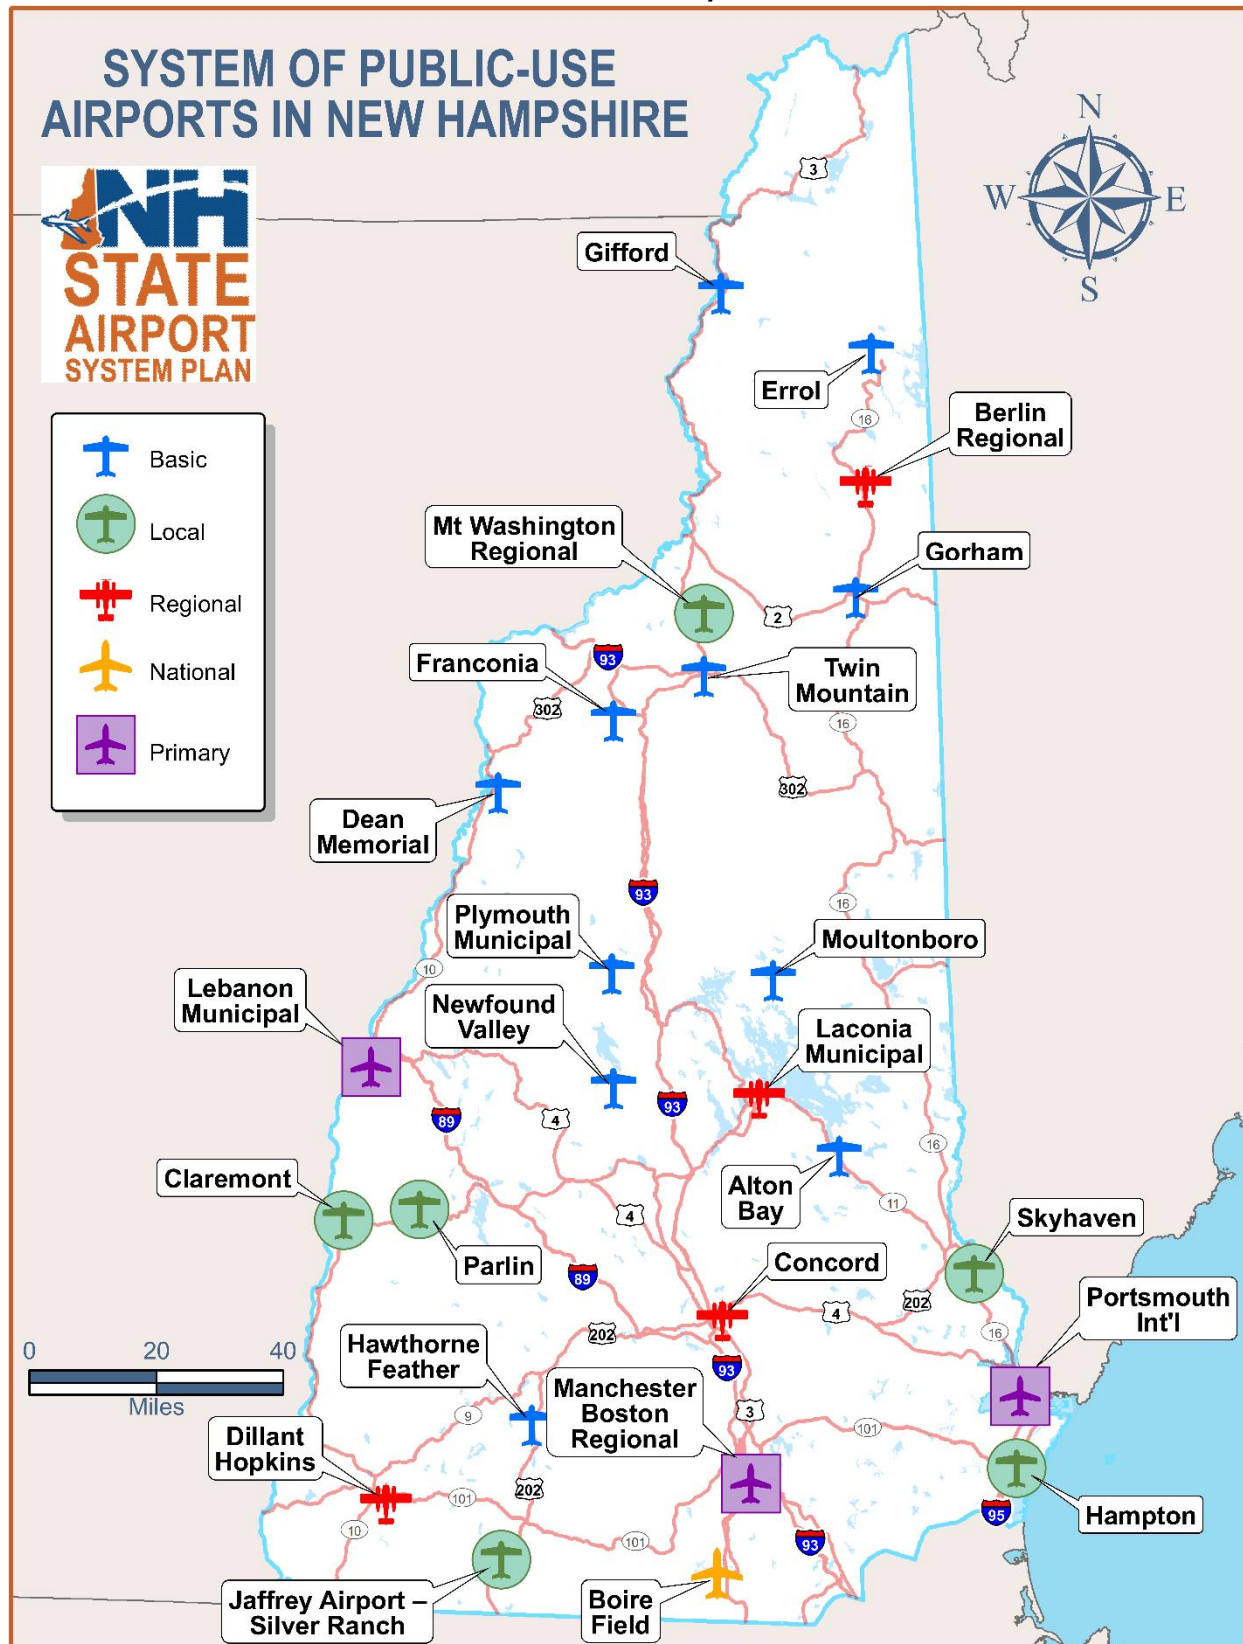 SYSTEM OF PUBLIC-USE
AIRPORTS IN NEW HAMPSHIRE
NH
STATE
AIRPORT
SYSTEM PLAN
N
W
E
S
Basic
Local
Regional
National
Primary
3
Gifford
Errol
16
Berlin
Regional
Mt Washington
Regional
Gorham
2
Franconia
93
Twin
Mountain
302
16
302
Dean
Memorial
93
16
Plymouth
Municipal
Moultonboro
10
Lebanon
Municipal
Newfound
Valley
Laconia
Municipal
89
4
93
16
Claremont
Alton
Bay
11
4
Skyhaven
Parlin
Concord
89
202
4
Portsmouth
Int'l
16
202
0
20
40
Miles
Hawthorne
Feather
93
Manchester
Boston
Regional
3
9
101
Dillant
Hopkins
202
101
10
101
93
95
Hampton
Jaffrey Airport –
Silver Ranch
Boire
Field